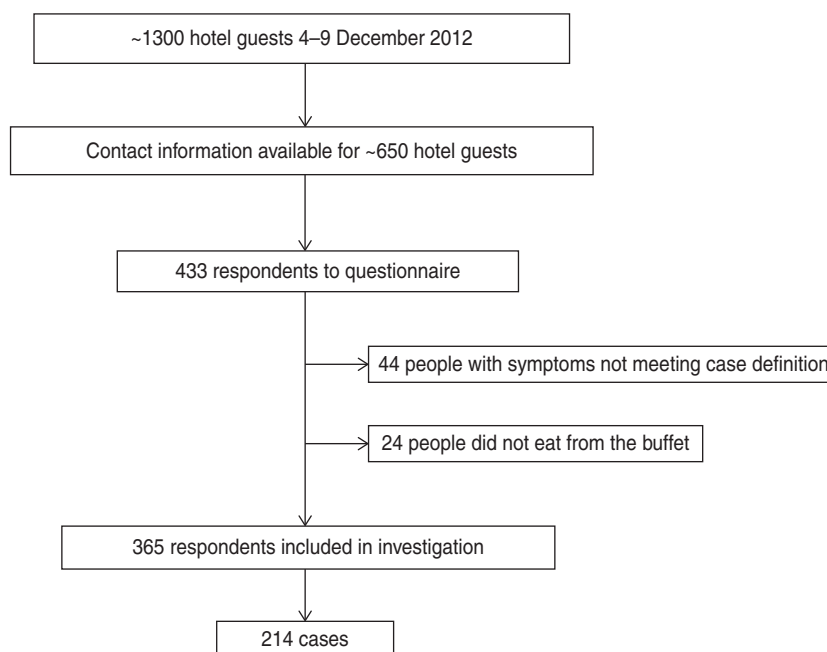 ~1300 hotel guests 4–9 December 2012
Contact information available for ~650 hotel guests
433 respondents to questionnaire
44 people with symptoms not meeting case definition
24 people did not eat from the buffet
365 respondents included in investigation
214 cases